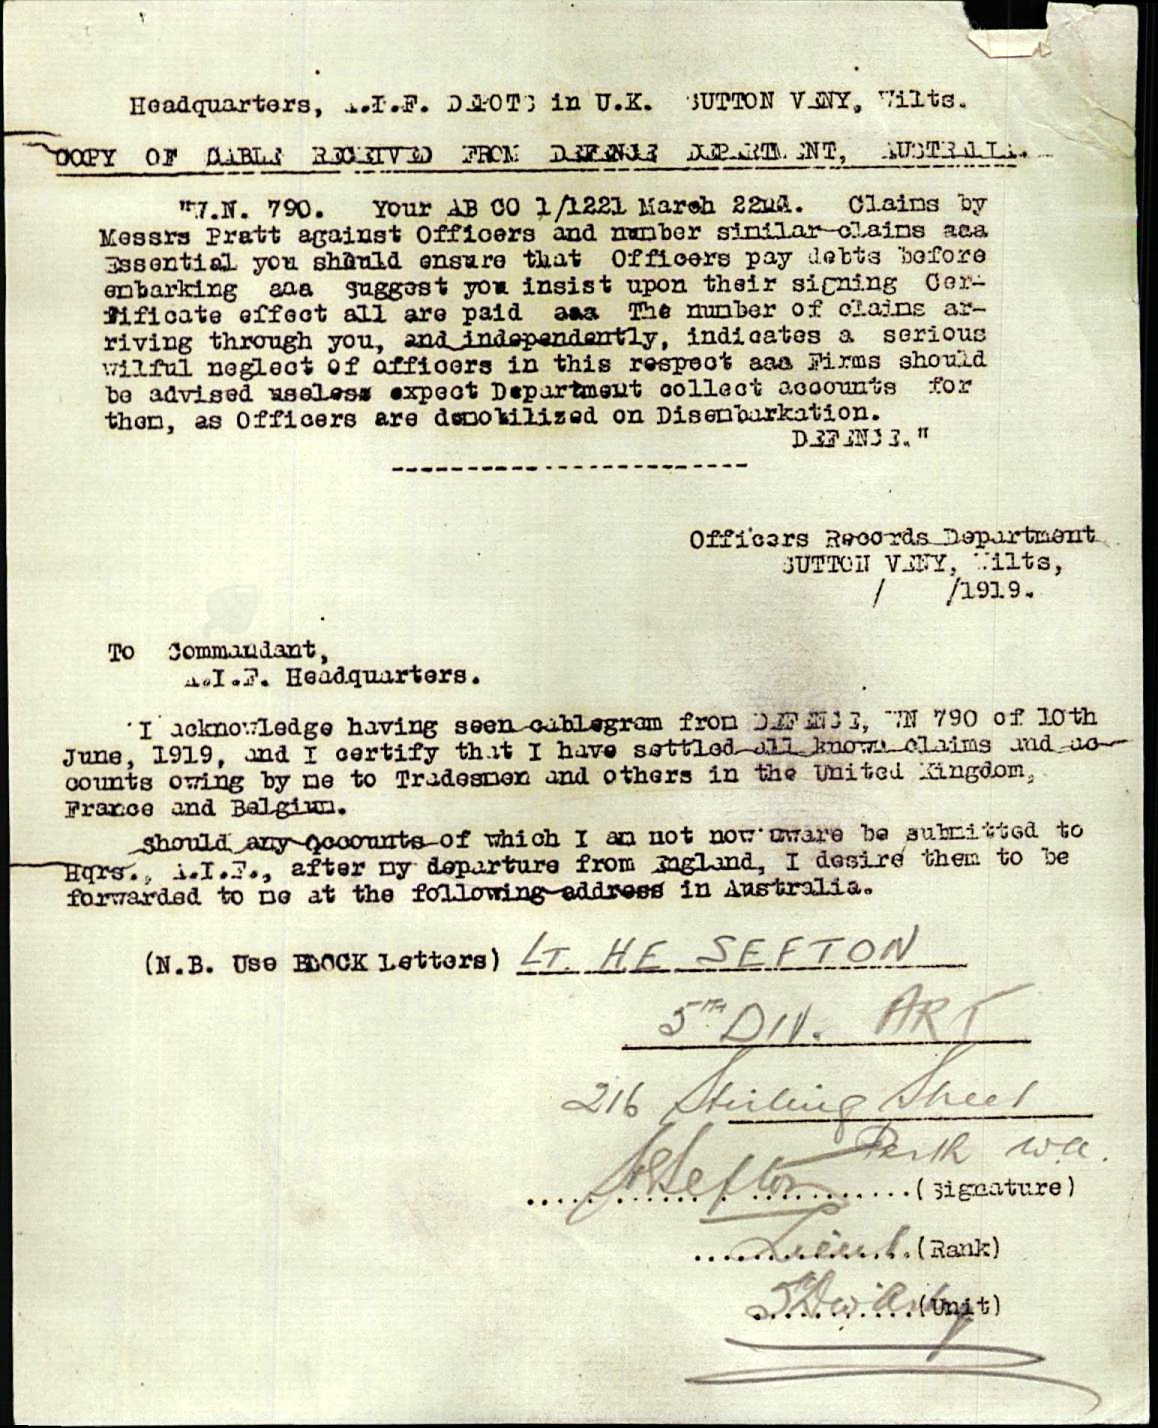 Headquarters, A.I.F. DEPOTS in U.K. SUTTON VENY, Wilts.
COPY OF CABLE RECEIVED FROM DEFENCE DEPARTMENT, AUSTRALIA.
"W.N. 790. Your AB CO 1/1221 March 22nd. Claims by
Messrs Pratt against Officers and number similar claims aaa
Essential you should ensure that Officers pay debts before
embarking aaa suggest you insist upon their signing Cer-
tificate effect all are paid aaa The number of claims ar-
riving through you, and independently, indicates a serious
wilful neglect of officers in this respect aaa Firms should
be advised useless expect Department collect accounts for
them, as Officers are demobilized on Disembarkation.
DEFENCE."
Officers Records Department
SUTTON VENY, Wilts,
/ /1919.
To Commandant,
A.I.F. Headquarters.
I acknowledge having seen cablegram from DEFENCE, WN 790 of 10th
June, 1919, and I certify that I have settled all known claims and ac-
counts owing by me to Tradesmen and others in the United Kingdom,
France and Belgium.
Should any Accounts of which I am not now aware be submitted to
Hqrs., A.I.F., after my departure from England, I desire them to be
forwarded to me at the following address in Australia.
(N.B. Use BLOCK Letters) LT. HE SEFTON
5TH DIV. ART
216 Stirling Street
Perth W.A.
HESefton (Signature)
Lieut. (Rank)
5th Div Arty (Unit)